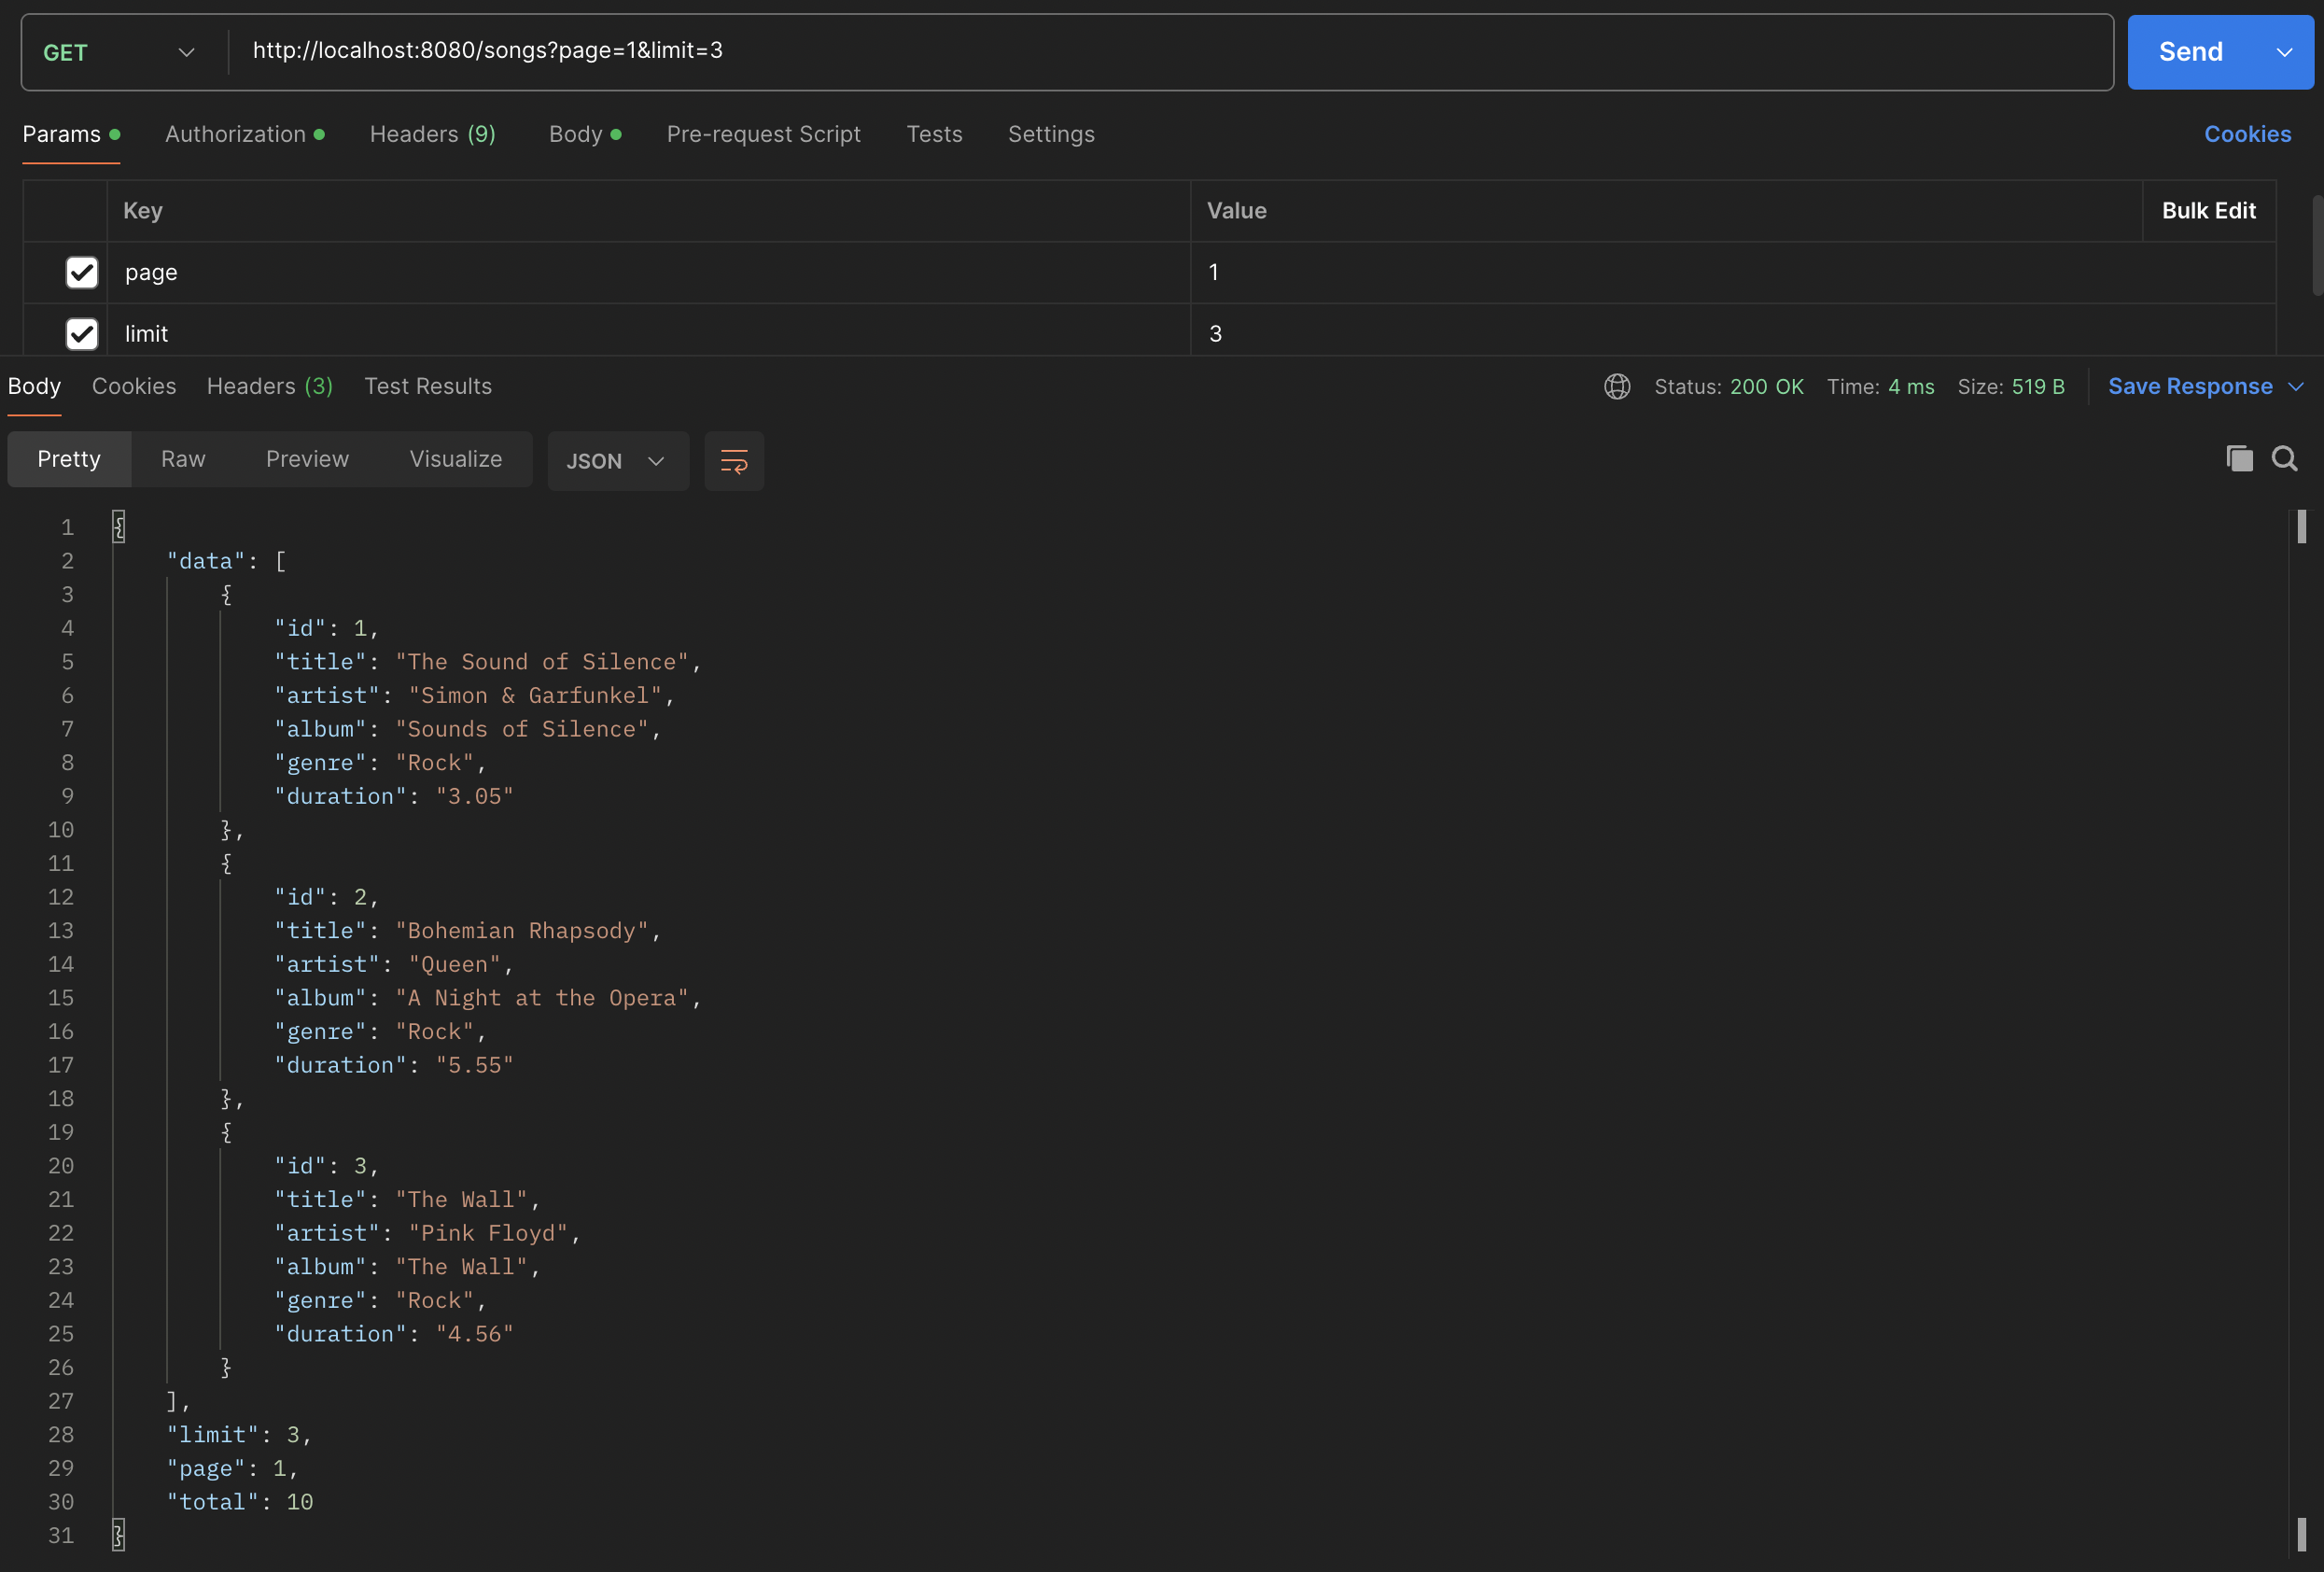 GET http://localhost:8080/songs?page=1&limit=3 Send
Params Authorization Headers (9) Body Pre-request Script Tests Settings Cookies
Key Value Bulk Edit
page 1
limit 3
Body Cookies Headers (3) Test Results Status: 200 OK Time: 4 ms Size: 519 B Save Response
Pretty Raw Preview Visualize JSON
1 {
2 "data": [
3 {
4 "id": 1,
5 "title": "The Sound of Silence",
6 "artist": "Simon & Garfunkel",
7 "album": "Sounds of Silence",
8 "genre": "Rock",
9 "duration": "3.05"
10 },
11 {
12 "id": 2,
13 "title": "Bohemian Rhapsody",
14 "artist": "Queen",
15 "album": "A Night at the Opera",
16 "genre": "Rock",
17 "duration": "5.55"
18 },
19 {
20 "id": 3,
21 "title": "The Wall",
22 "artist": "Pink Floyd",
23 "album": "The Wall",
24 "genre": "Rock",
25 "duration": "4.56"
26 }
27 ],
28 "limit": 3,
29 "page": 1,
30 "total": 10
31 }